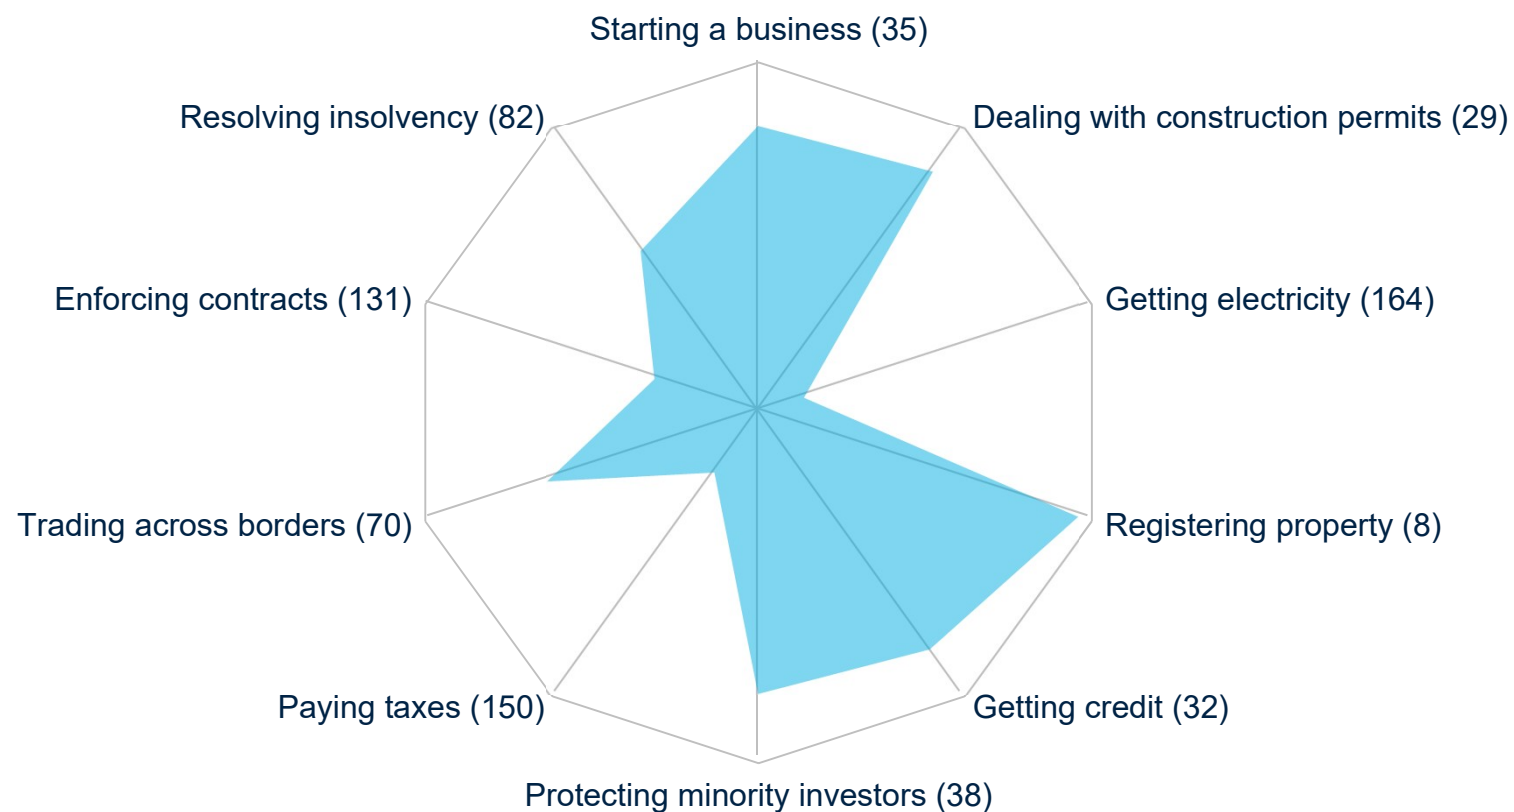 Starting a business (35)
Resolving insolvency (82)
Dealing with construction permits (29)
Enforcing contracts (131)
Getting electricity (164)
Trading across borders (70)
Registering property (8)
Paying taxes (150)
Getting credit (32)
Protecting minority investors (38)